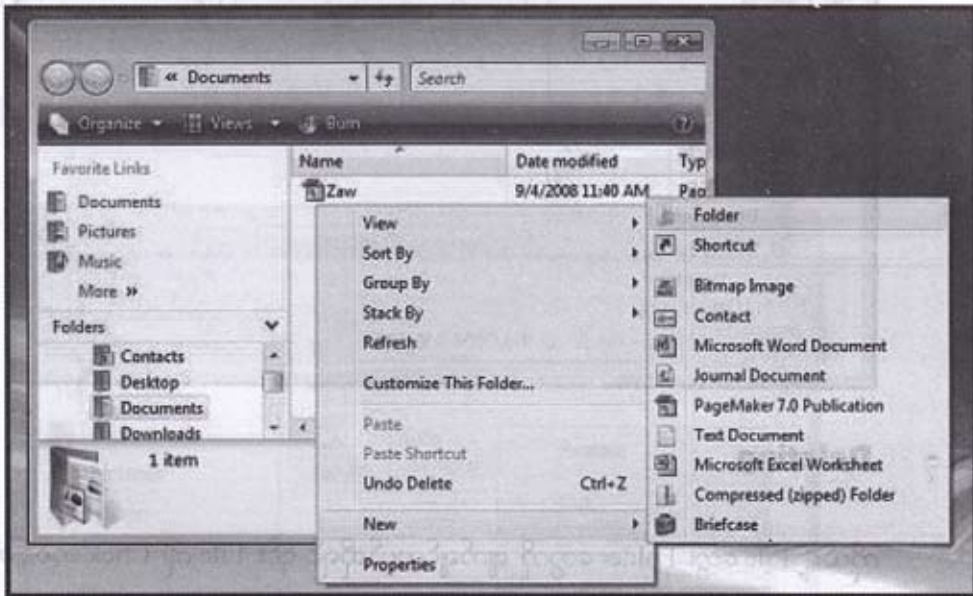 « Documents
Search
Organize
Views
Burn
Favorite Links
Documents
Pictures
Music
More »
Folders
Contacts
Desktop
Documents
Downloads
1 item
Name Date modified Typ
Zaw 9/4/2008 11:40 AM Pag
View
Sort By
Group By
Stack By
Refresh
Customize This Folder...
Paste
Paste Shortcut
Undo Delete Ctrl+Z
New
Properties
Folder
Shortcut
Bitmap Image
Contact
Microsoft Word Document
Journal Document
PageMaker 7.0 Publication
Text Document
Microsoft Excel Worksheet
Compressed (zipped) Folder
Briefcase